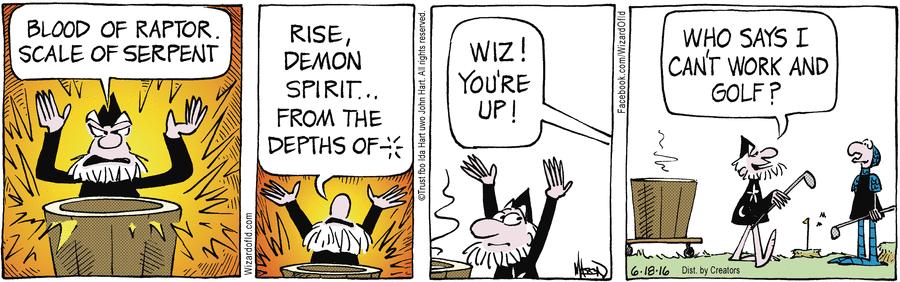 BLOOD OF RAPTOR.
SCALE OF SERPENT
Wizardofid.com
RISE,
DEMON
SPIRIT...
FROM THE
DEPTHS OF-
©Trust fbo Ida Hart uwo John Hart. All rights reserved.
WIZ!
YOU'RE
UP!
MASON
Facebook.com/WizardOfId
WHO SAYS I
CAN'T WORK AND
GOLF?
6-18-16 Dist. by Creators